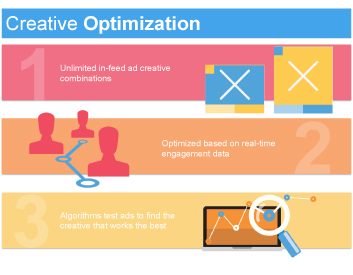 Creative Optimization
1
Unlimited in-feed ad creative
combinations
Optimized based on real-time
engagement data
2
3
Algorithms test ads to find the
creative that works the best.